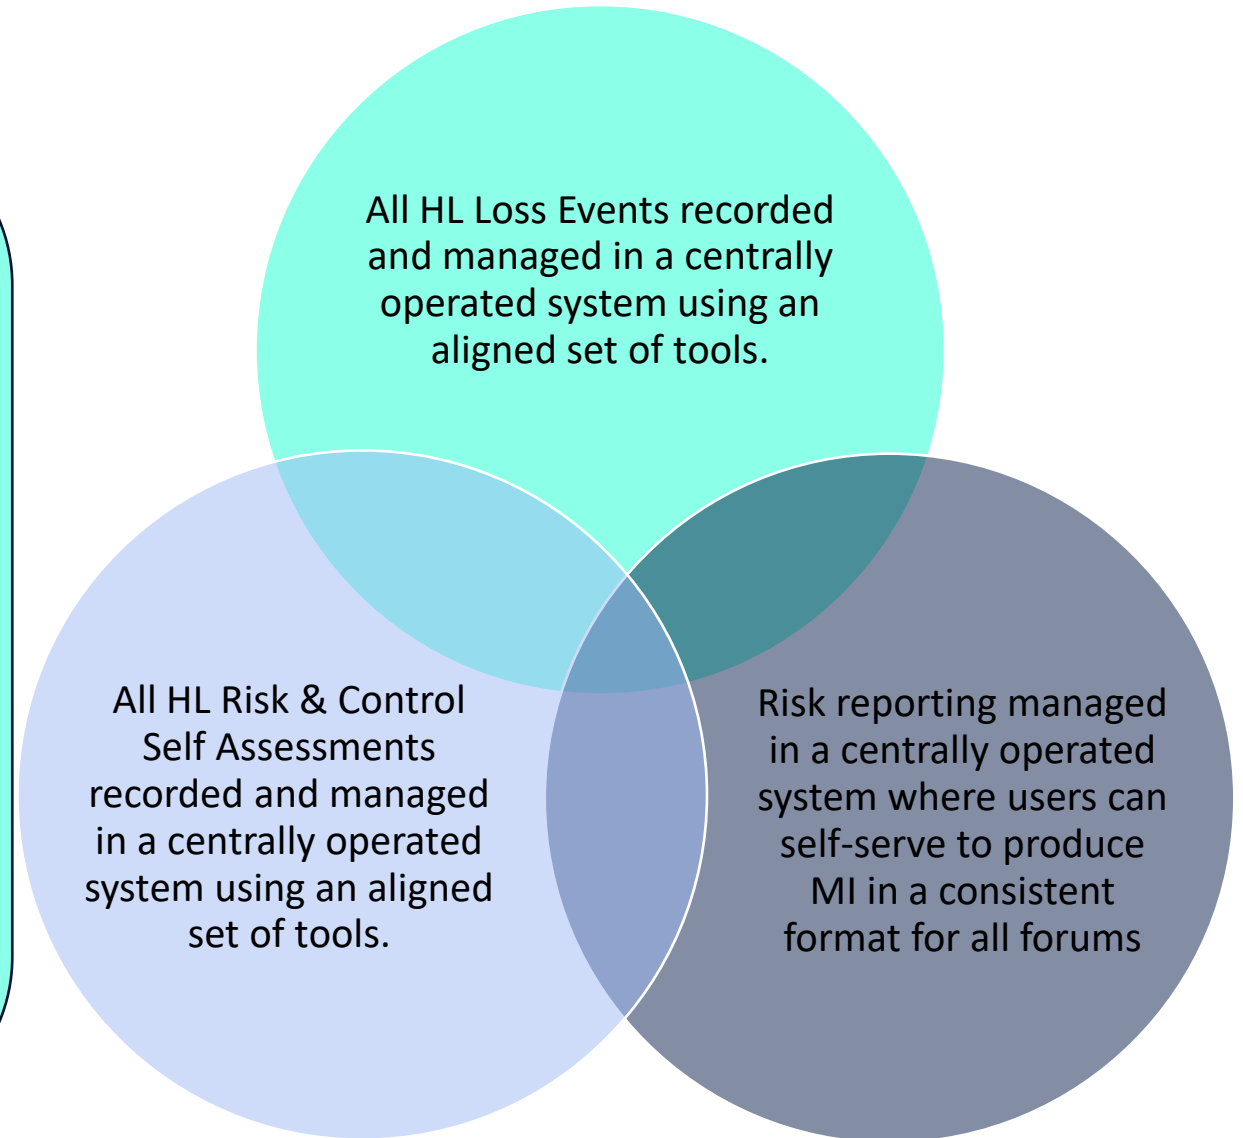 All HL Loss Events recorded
and managed in a centrally
operated system using an
aligned set of tools.
All HL Risk & Control
Self Assessments
recorded and managed
in a centrally operated
system using an aligned
set of tools.
Risk reporting managed
in a centrally operated
system where users can
self-serve to produce
MI in a consistent
format for all forums